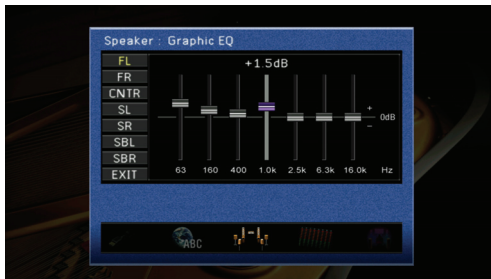 Speaker : Graphic EQ
FL
FR
CNTR
SL
SR
SBL
SBR
EXIT
+1.5dB
+
0dB
−
63 160 400 1.0k 2.5k 6.3k 16.0k Hz
ABC